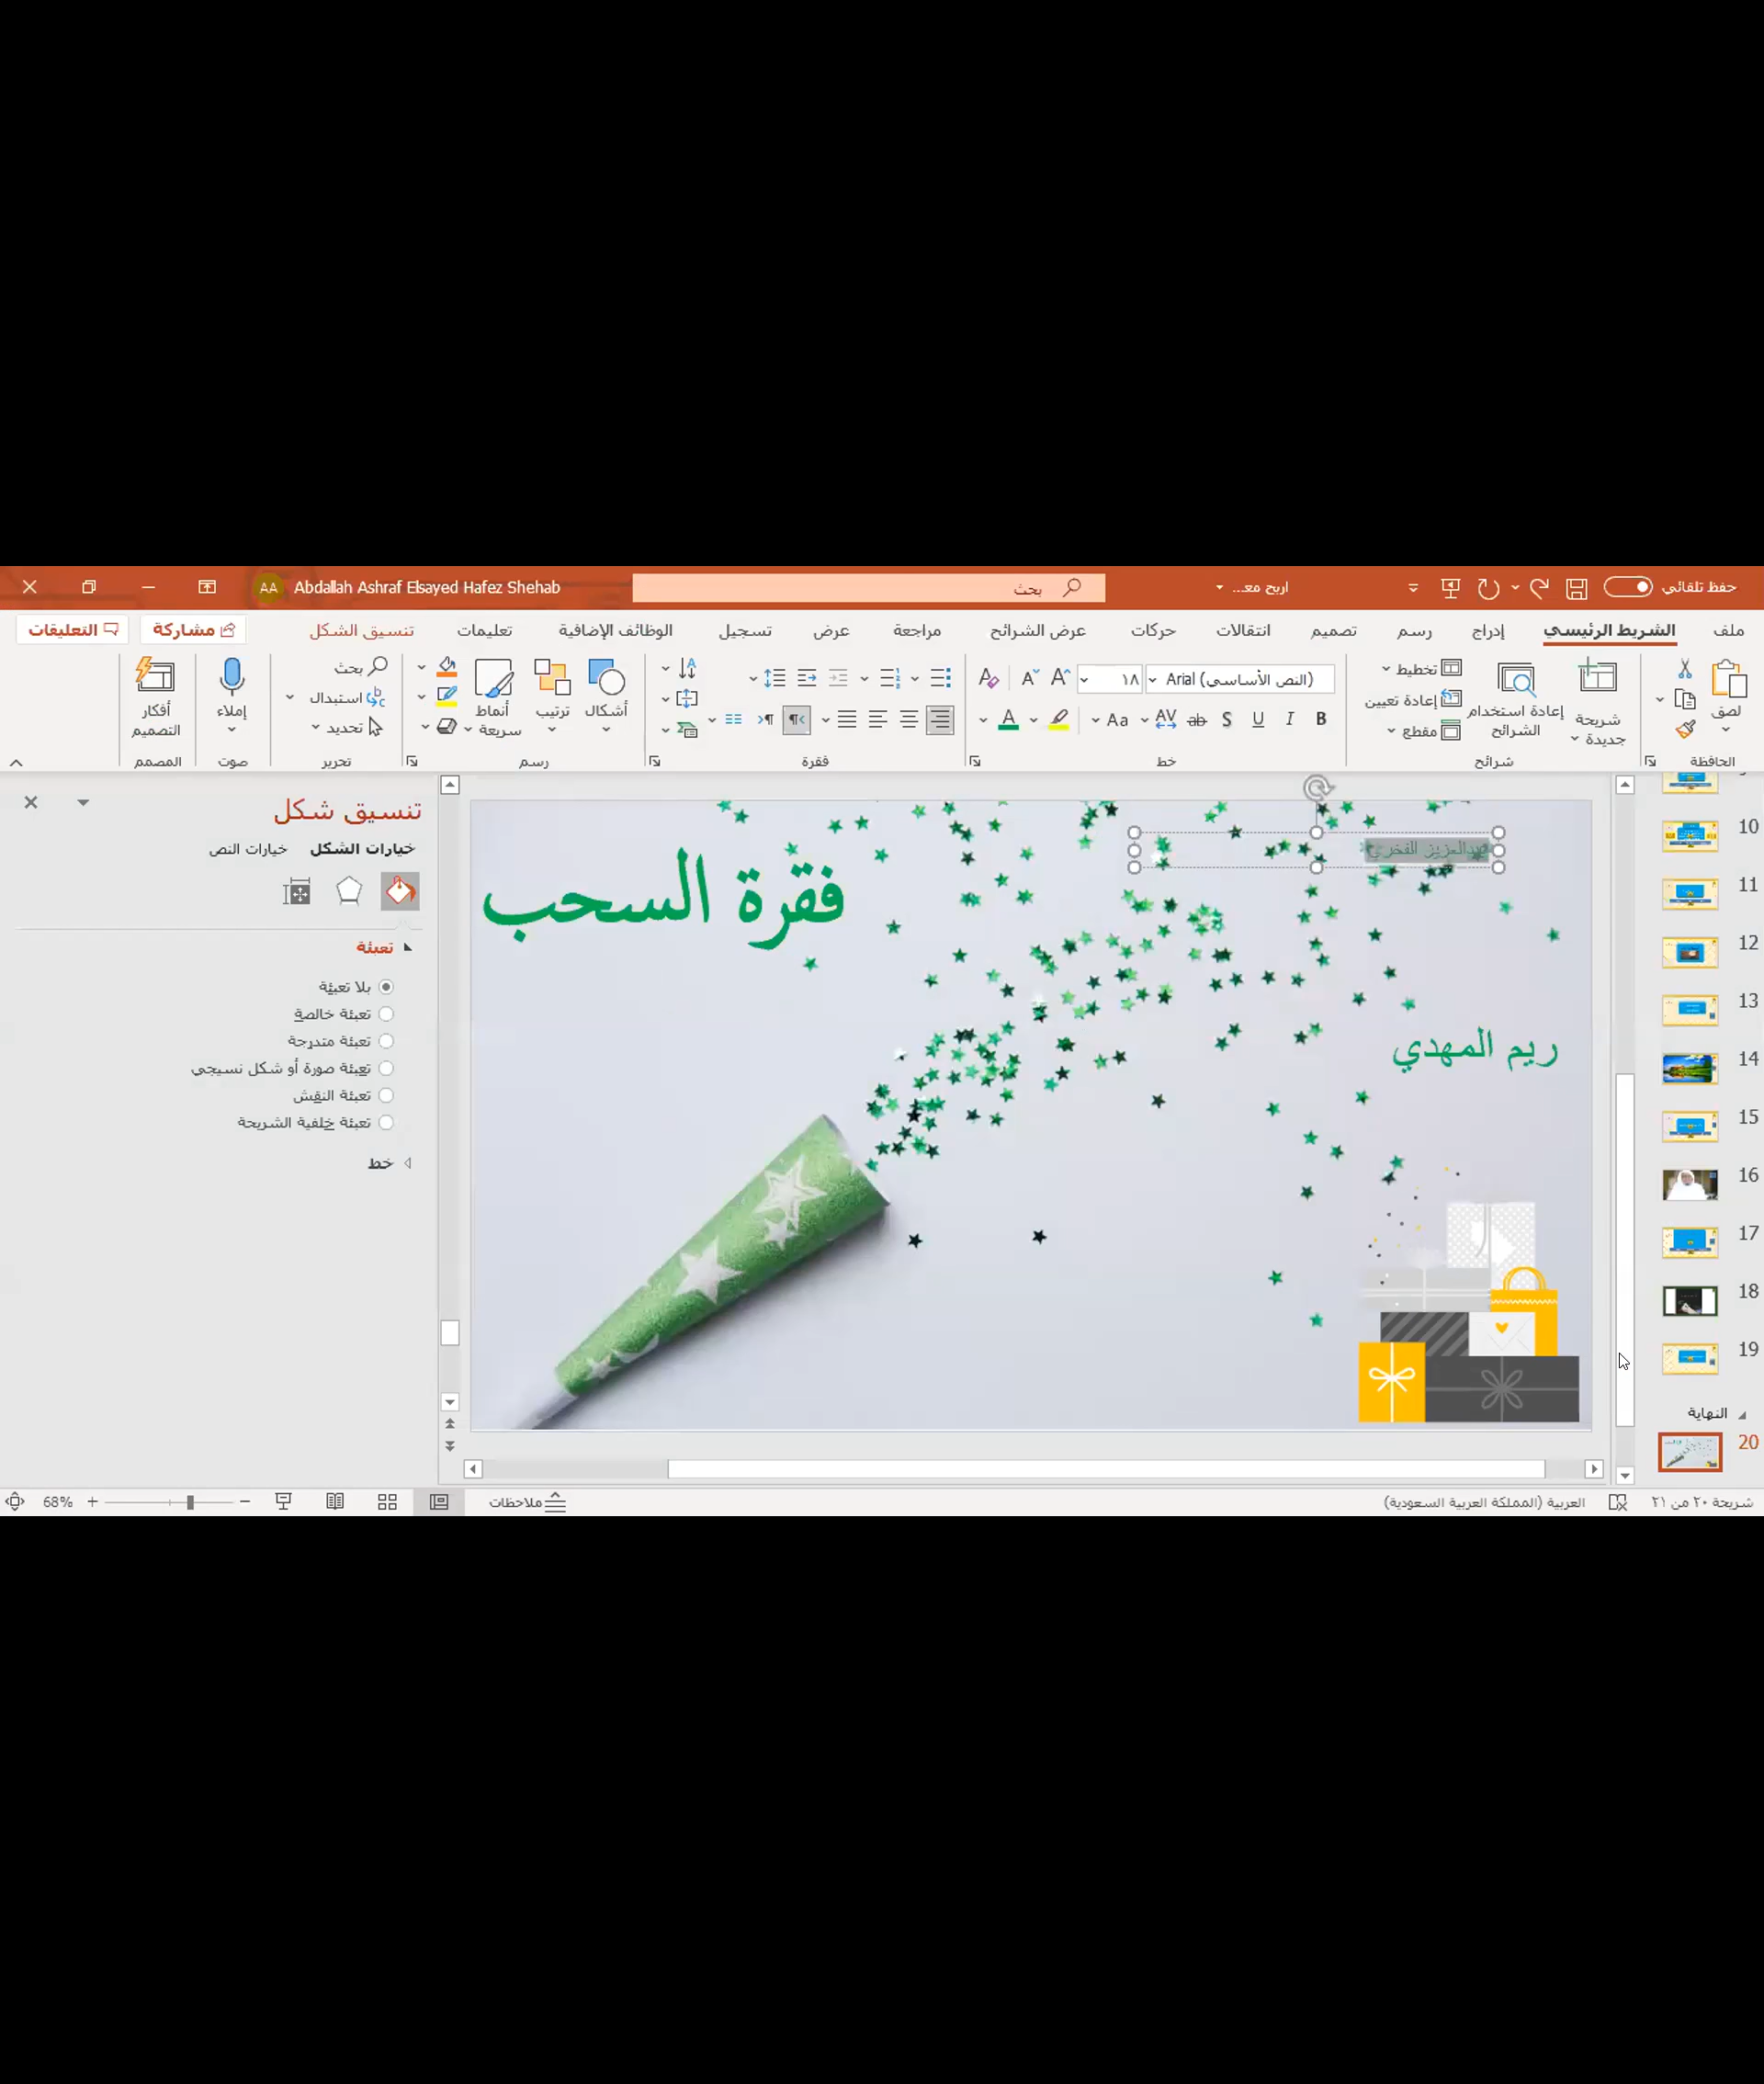 حفظ تلقائي
اربح معـ...
بحث
Abdallah Ashraf Elsayed Hafez Shehab
AA
ملف
الشريط الرئيسي
إدراج
رسم
تصميم
انتقالات
حركات
عرض الشرائح
مراجعة
عرض
تسجيل
الوظائف الإضافية
تعليمات
تنسيق الشكل
مشاركة
التعليقات
لصق
الحافظة
شريحة جديدة
إعادة استخدام الشرائح
تخطيط
إعادة تعيين
مقطع
شرائح
Arial (النص الأساسي)
١٨
خط
فقرة
أشكال
ترتيب
أنماط سريعة
رسم
بحث
استبدال
تحديد
تحرير
إملاء
صوت
أفكار التصميم
المصمم
10
11
12
13
14
15
16
17
18
19
النهاية
20
عبدالعزيز الفخري
فقرة السحب
ريم المهدي
تنسيق شكل
خيارات الشكل
خيارات النص
تعبئة
بلا تعبئة
تعبئة خالصة
تعبئة متدرجة
تعبئة صورة أو شكل نسيجي
تعبئة النقش
تعبئة خلفية الشريحة
خط
شريحة ٢٠ من ٢١
العربية (المملكة العربية السعودية)
ملاحظات
68%